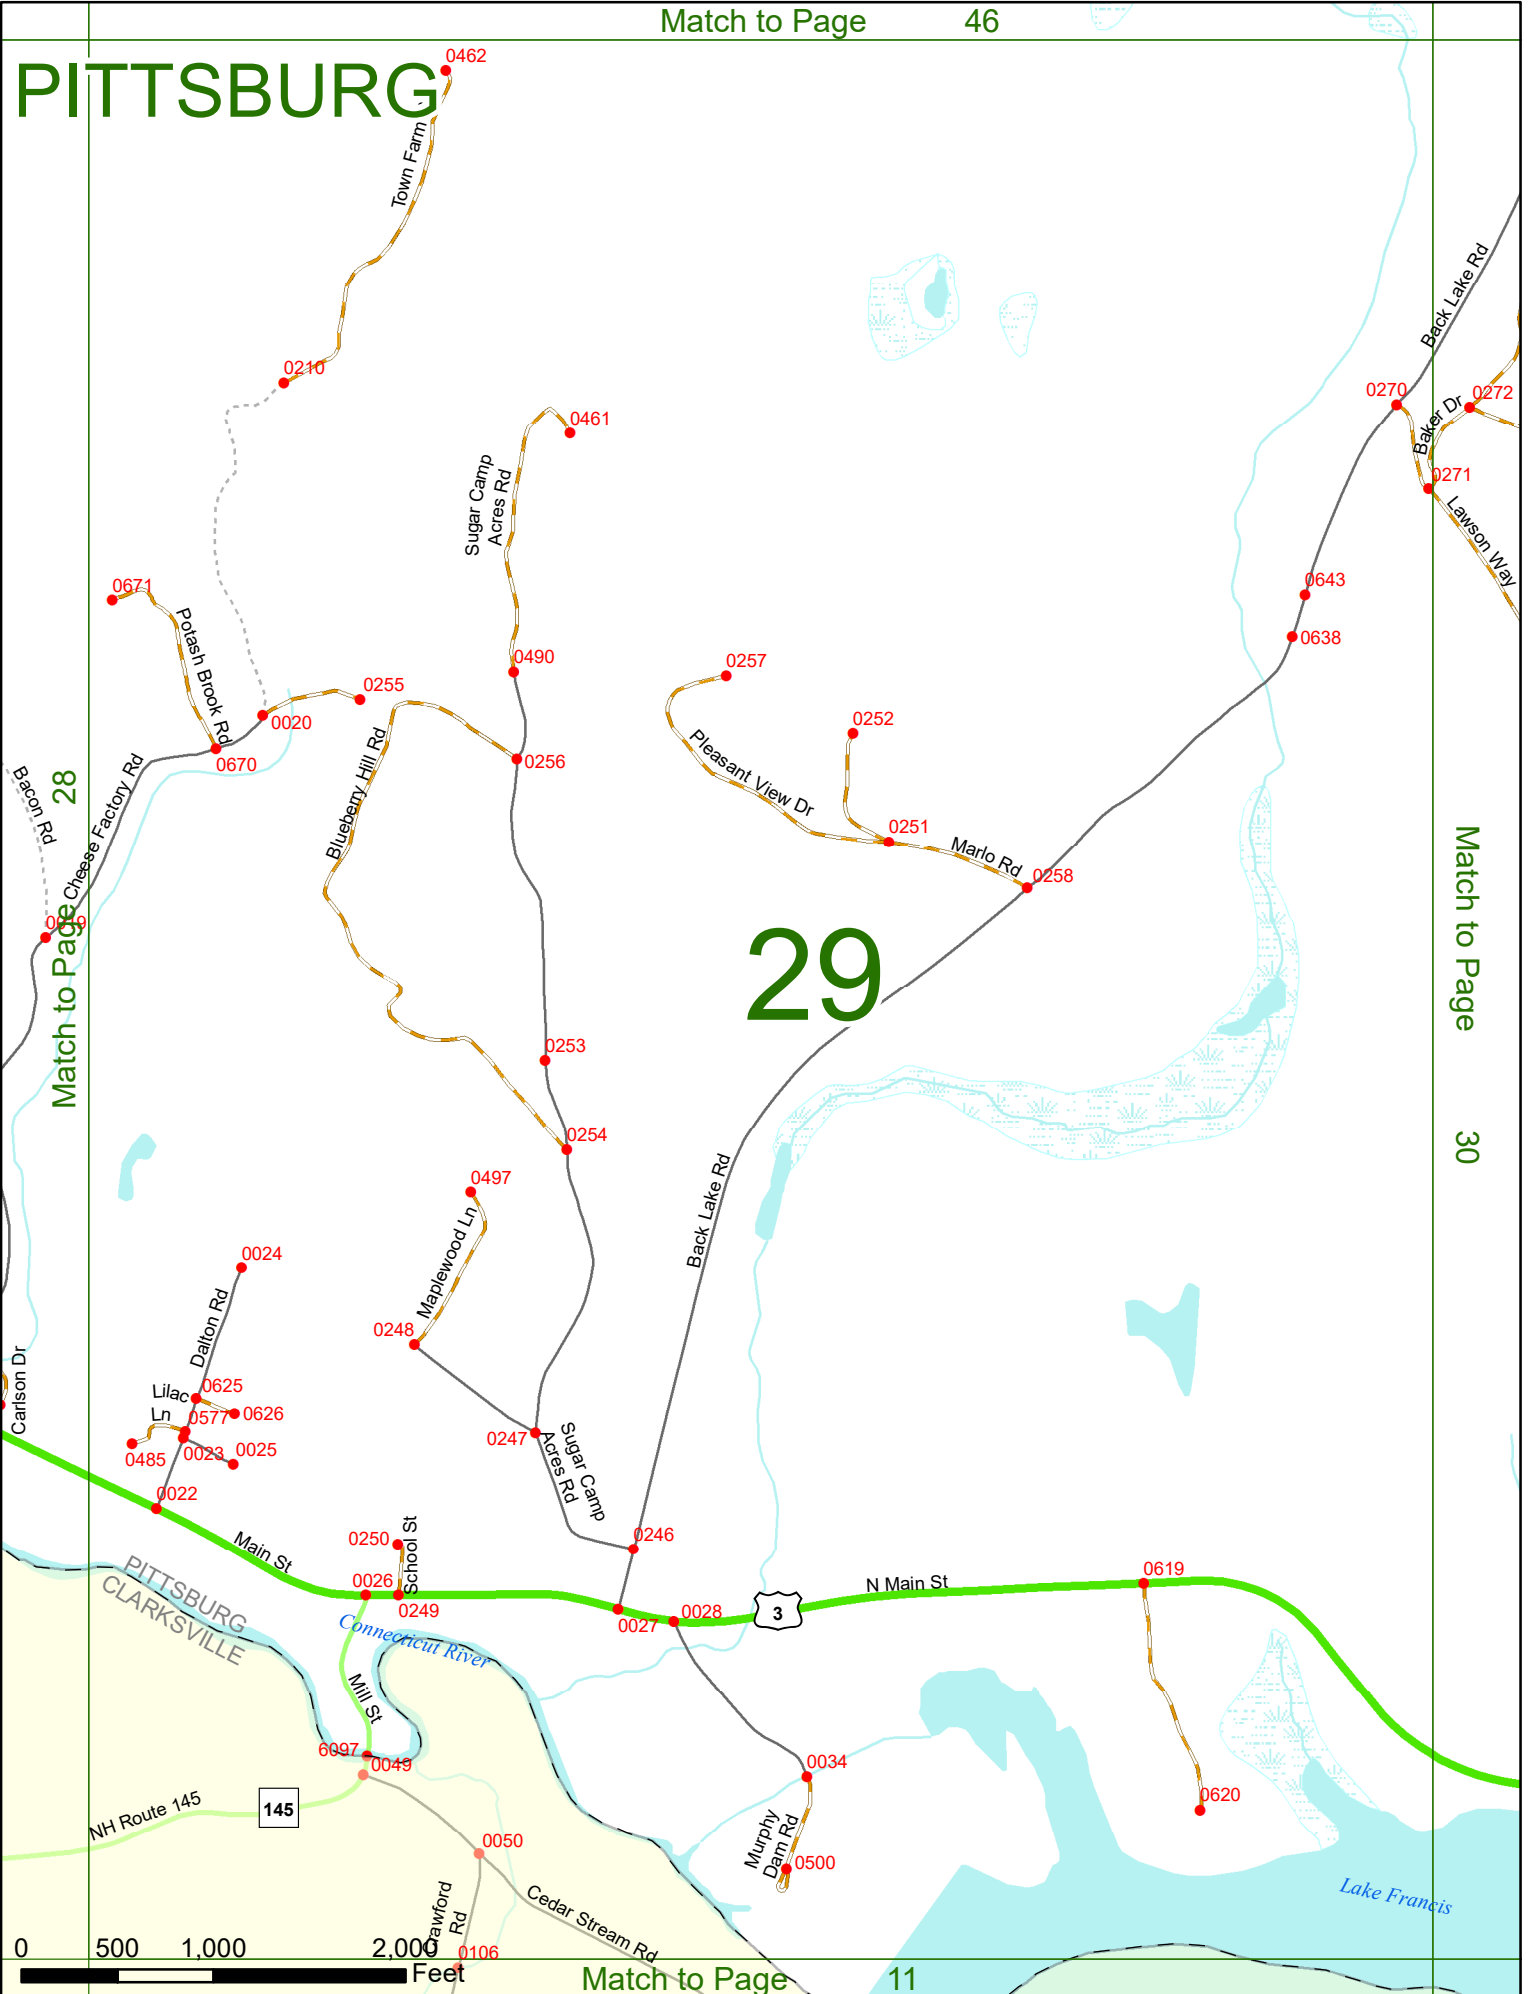 Match to Page 46
PITTSBURG
0462
Town Farm
0210
0461
Sugar Camp
Acres Rd
Back Lake Rd
0270
0272
Baker Dr
0271
Lawson Way
0643
0638
0671
Potash Brook Rd
0490
0257
0255
0020
0252
0670
0256
Blueberry Hill Rd
Pleasant View Dr
Bacon Rd
Cheese Factory Rd
0251
Marlo Rd
0258
0019
Match to Page 28
29
Match to Page 30
0253
0254
0497
Back Lake Rd
Maplewood Ln
0024
Dalton Rd
0248
Carlson Dr
Lilac
Ln
0625
0626
0577
0485
0023
0025
0247
Sugar Camp
Acres Rd
0022
Main St
0250
School St
0246
0026
0249
0027
0028
3
N Main St
0619
PITTSBURG
CLARKSVILLE
Connecticut River
Mill St
6097
0049
0034
0620
NH Route 145
145
0050
Murphy
Dam Rd
0500
Lake Francis
Cedar Stream Rd
Rd
0106
0 500 1,000 2,000
Feet
Match to Page 11